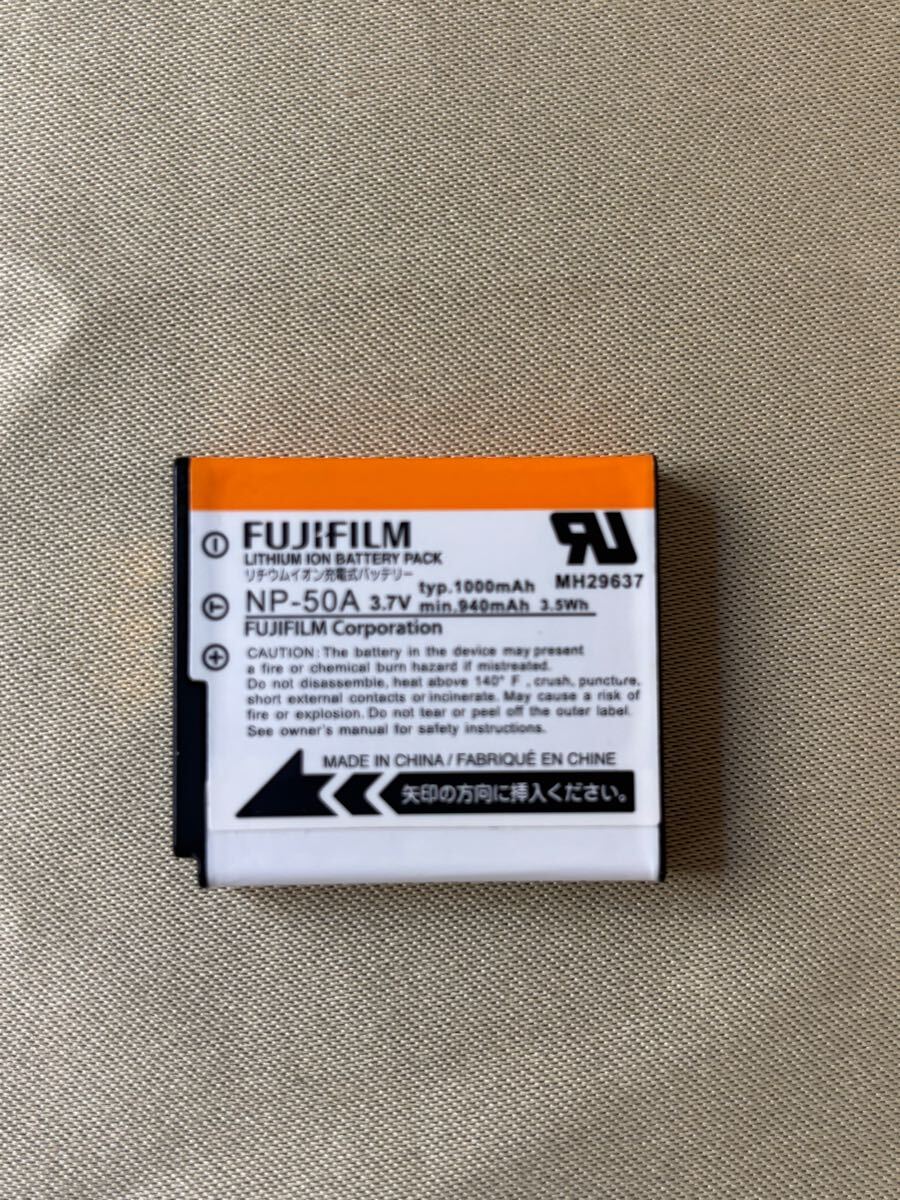 FUJIFILM
LITHIUM ION BATTERY PACK
リチウムイオン充電式バッテリー
MH29637
NP-50A 3.7V typ.1000mAh min.940mAh 3.5Wh
FUJIFILM Corporation
CAUTION: The battery in the device may present
a fire or chemical burn hazard if mistreated.
Do not disassemble, heat above 140° F , crush, puncture,
short external contacts or incinerate. May cause a risk of
fire or explosion. Do not tear or peel off the outer label.
See owner's manual for safety instructions.
MADE IN CHINA / FABRIQUÉ EN CHINE
矢印の方向に挿入ください。